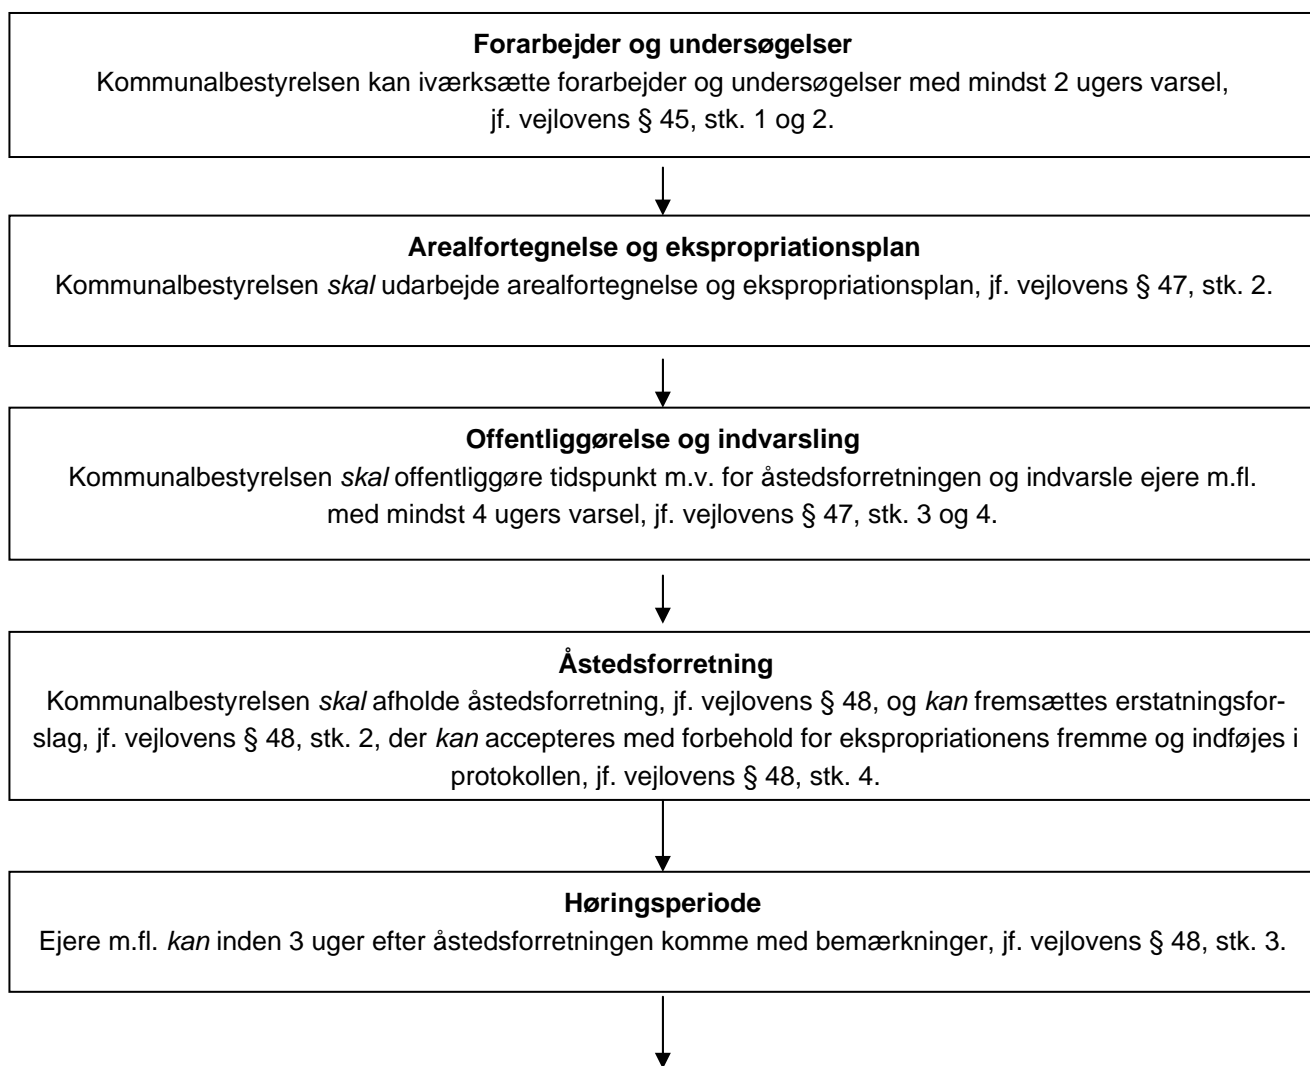 Forarbejder og undersøgelser
Kommunalbestyrelsen kan iværksætte forarbejder og undersøgelser med mindst 2 ugers varsel,
jf. vejlovens § 45, stk. 1 og 2.
Arealfortegnelse og ekspropriationsplan
Kommunalbestyrelsen skal udarbejde arealfortegnelse og ekspropriationsplan, jf. vejlovens § 47, stk. 2.
Offentliggørelse og indvarsling
Kommunalbestyrelsen skal offentliggøre tidspunkt m.v. for åstedsforretningen og indvarsle ejere m.fl.
med mindst 4 ugers varsel, jf. vejlovens § 47, stk. 3 og 4.
Åstedsforretning
Kommunalbestyrelsen skal afholde åstedsforretning, jf. vejlovens § 48, og kan fremsættes erstatningsfor-
slag, jf. vejlovens § 48, stk. 2, der kan accepteres med forbehold for ekspropriationens fremme og indføjes i
protokollen, jf. vejlovens § 48, stk. 4.
Høringsperiode
Ejere m.fl. kan inden 3 uger efter åstedsforretningen komme med bemærkninger, jf. vejlovens § 48, stk. 3.